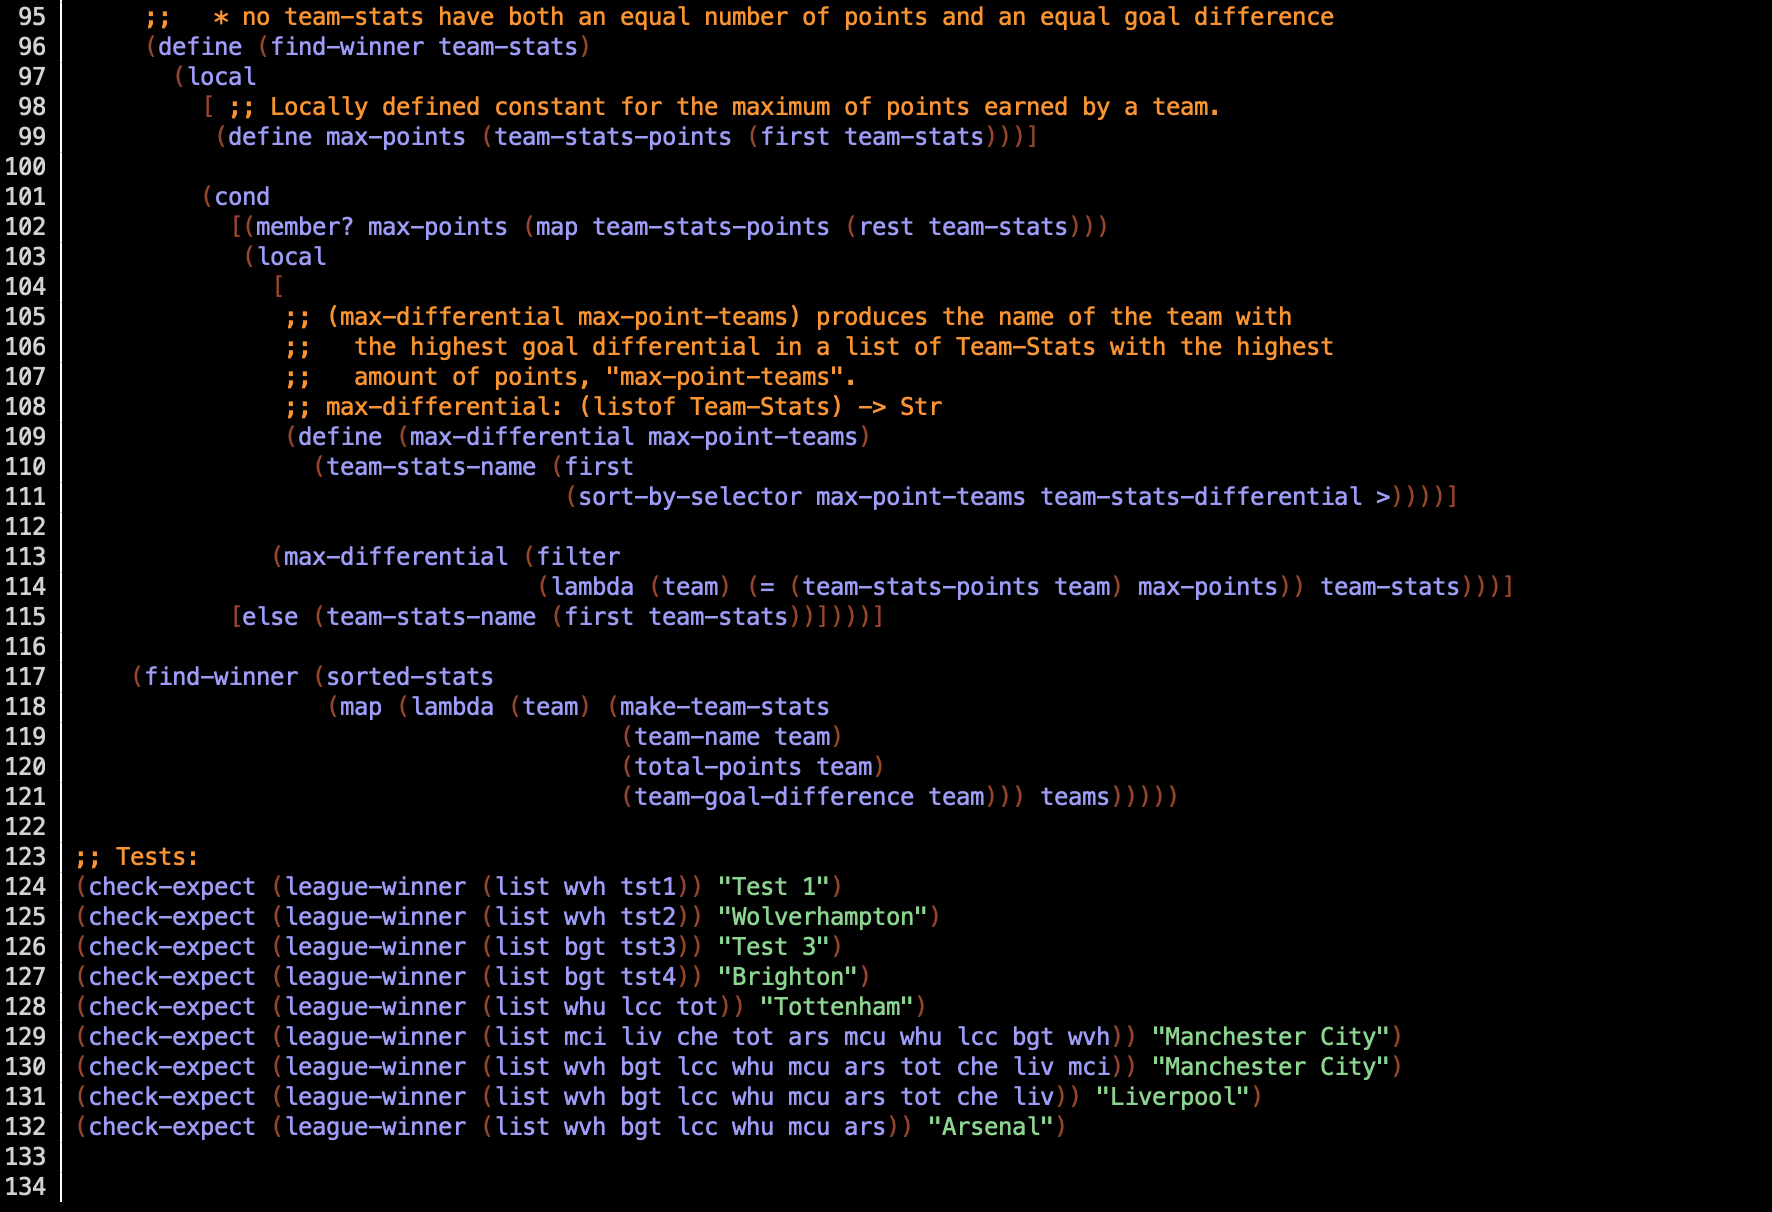 95 ;;   * no team-stats have both an equal number of points and an equal goal difference
96 (define (find-winner team-stats)
97 (local
98 [ ;; Locally defined constant for the maximum of points earned by a team.
99 (define max-points (team-stats-points (first team-stats)))]
100
101 (cond
102 [(member? max-points (map team-stats-points (rest team-stats)))
103 (local
104 [
105 ;; (max-differential max-point-teams) produces the name of the team with
106 ;;   the highest goal differential in a list of Team-Stats with the highest
107 ;;   amount of points, "max-point-teams".
108 ;; max-differential: (listof Team-Stats) -> Str
109 (define (max-differential max-point-teams)
110 (team-stats-name (first
111 (sort-by-selector max-point-teams team-stats-differential >))))]
112
113 (max-differential (filter
114 (lambda (team) (= (team-stats-points team) max-points)) team-stats)))]
115 [else (team-stats-name (first team-stats))])))]
116
117 (find-winner (sorted-stats
118 (map (lambda (team) (make-team-stats
119 (team-name team)
120 (total-points team)
121 (team-goal-difference team))) teams)))))
122
123 ;; Tests:
124 (check-expect (league-winner (list wvh tst1)) "Test 1")
125 (check-expect (league-winner (list wvh tst2)) "Wolverhampton")
126 (check-expect (league-winner (list bgt tst3)) "Test 3")
127 (check-expect (league-winner (list bgt tst4)) "Brighton")
128 (check-expect (league-winner (list whu lcc tot)) "Tottenham")
129 (check-expect (league-winner (list mci liv che tot ars mcu whu lcc bgt wvh)) "Manchester City")
130 (check-expect (league-winner (list wvh bgt lcc whu mcu ars tot che liv mci)) "Manchester City")
131 (check-expect (league-winner (list wvh bgt lcc whu mcu ars tot che liv)) "Liverpool")
132 (check-expect (league-winner (list wvh bgt lcc whu mcu ars)) "Arsenal")
133
134